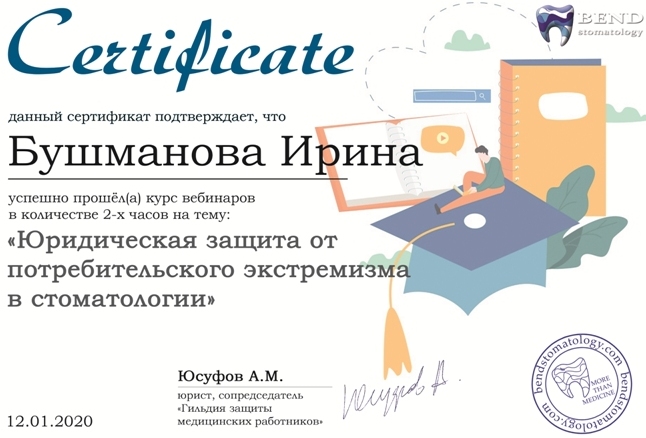 Certificate
BEND
stomatology
данный сертификат подтверждает, что
Бушманова Ирина
успешно прошёл(а) курс вебинаров
в количестве 2-х часов на тему:
«Юридическая защита от
потребительского экстремизма
в стоматологии»
Юсуфов А.М.
юрист, сопредседатель
«Гильдия защиты
медицинских работников»
Юсуфов А.
12.01.2020
bendstomatology.com
bendstomatology.com
MORE
THAN
MEDICINE